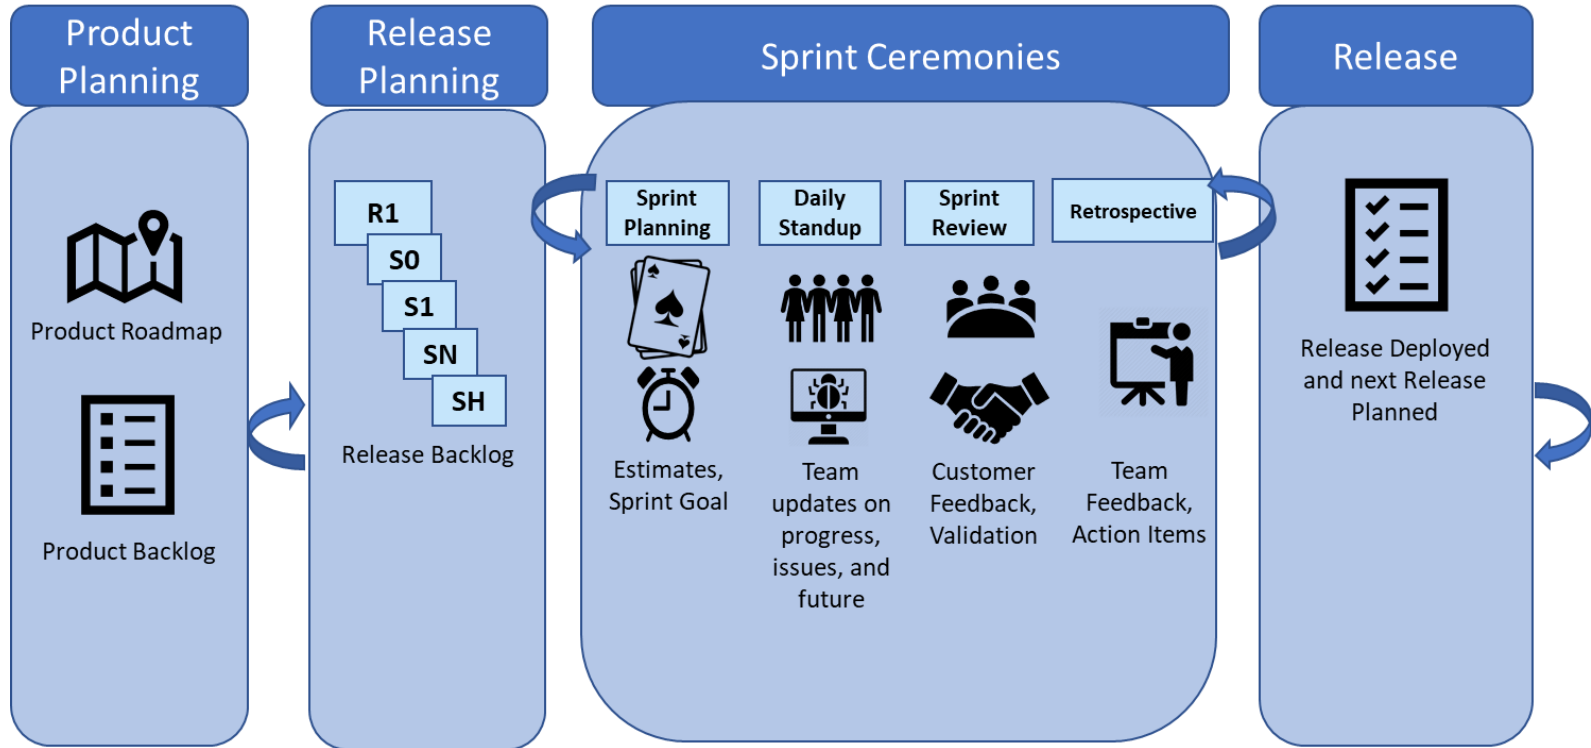 Product
Planning
Product Roadmap
Product Backlog
Release
Planning
R1
S0
S1
SN
SH
Release Backlog
Sprint Ceremonies
Sprint
Planning
Estimates,
Sprint Goal
Daily
Standup
Team
updates on
progress,
issues, and
future
Sprint
Review
Customer
Feedback,
Validation
Retrospective
Team
Feedback,
Action Items
Release
Release Deployed
and next Release
Planned